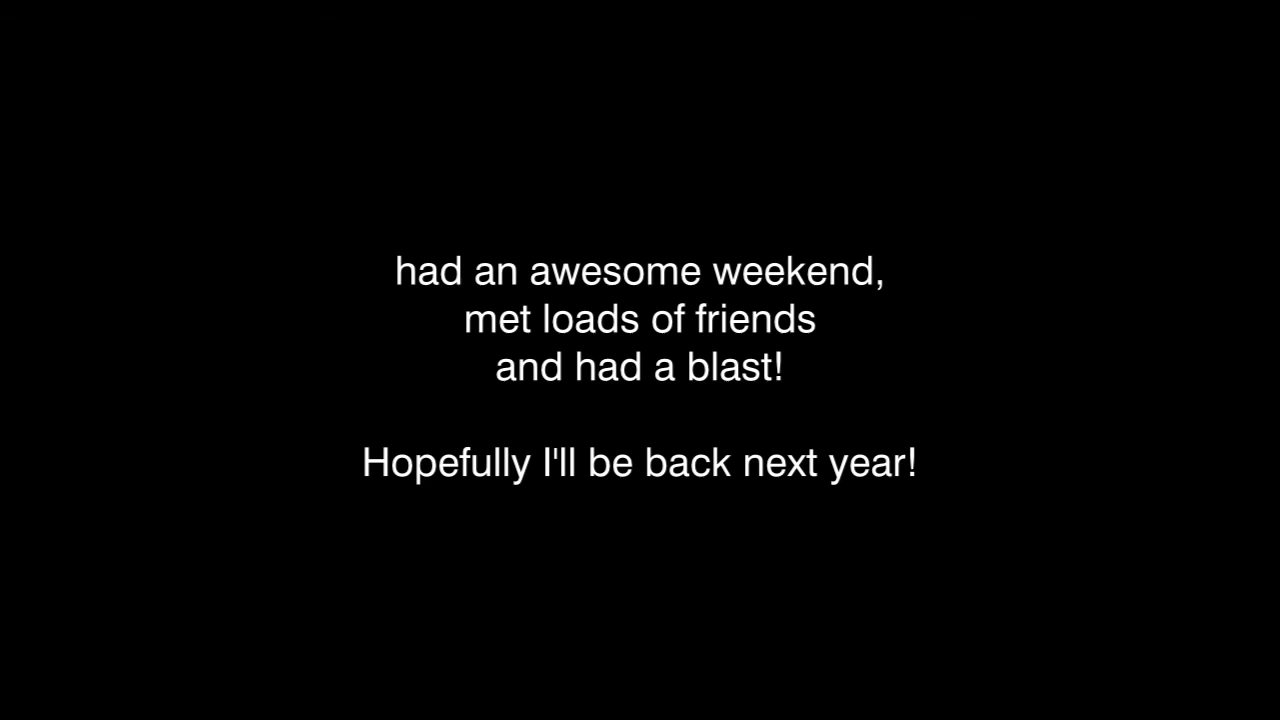 had an awesome weekend,
met loads of friends
and had a blast!
Hopefully I'll be back next year!